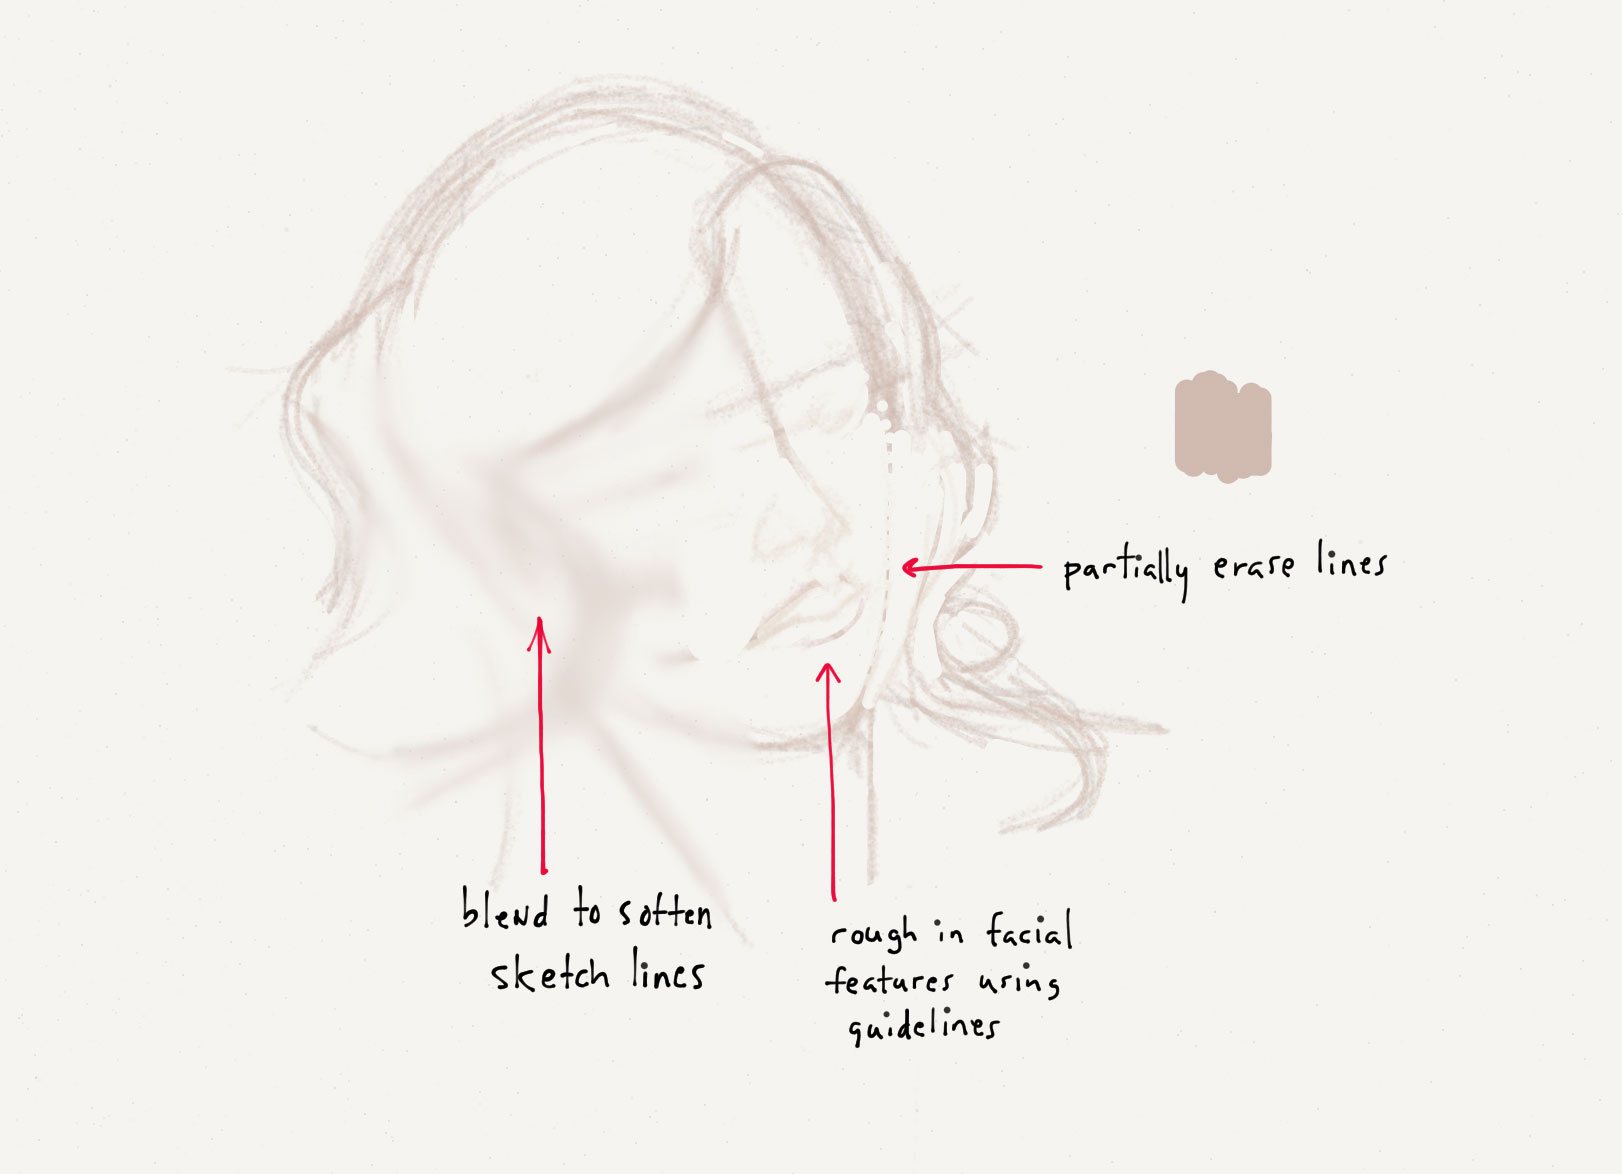 partially erase lines
blend to soften
sketch lines
rough in facial
features using
guidelines